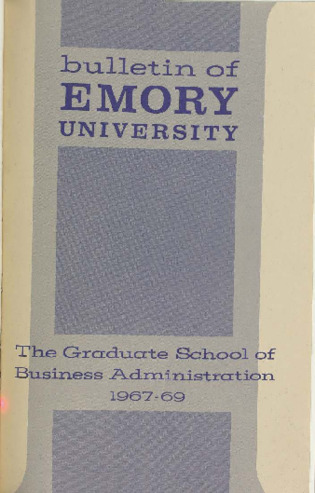 bulletin of
EMORY
UNIVERSITY
The Graduate School of
Business Administration
1967-69